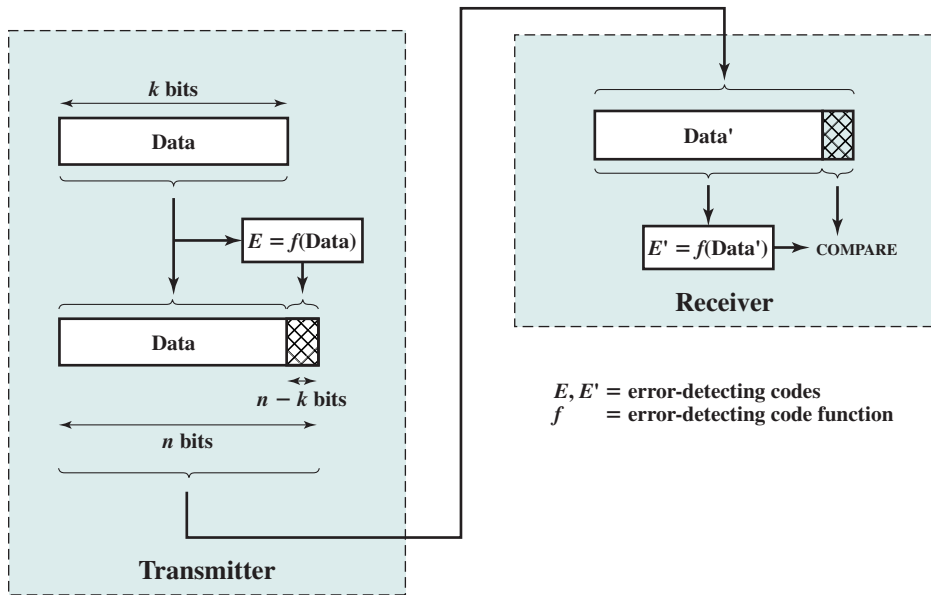 k bits
Data
E = f(Data)
Data
n − k bits
n bits
Transmitter
Data'
E' = f(Data')
COMPARE
Receiver
E, E' = error-detecting codes
f = error-detecting code function